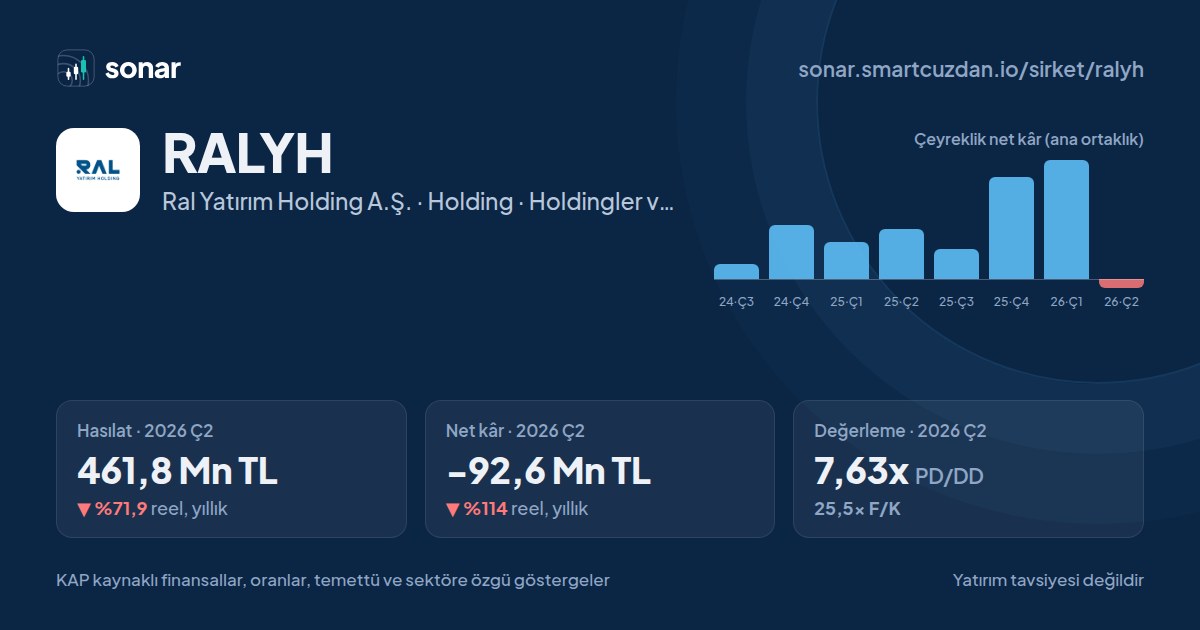 sonar
sonar.smartcuzdan.io/sirket/ralyh
RAL
YATIRIM HOLDING
RALYH
Ral Yatırım Holding A.Ş. · Holding · Holdingler v…
Çeyreklik net kâr (ana ortaklık)
24·Ç3 24·Ç4 25·Ç1 25·Ç2 25·Ç3 25·Ç4 26·Ç1 26·Ç2
Hasılat · 2026 Ç2
461,8 Mn TL
▼ %71,9 reel, yıllık
Net kâr · 2026 Ç2
−92,6 Mn TL
▼ %114 reel, yıllık
Değerleme · 2026 Ç2
7,63x PD/DD
25,5× F/K
KAP kaynaklı finansallar, oranlar, temettü ve sektöre özgü göstergeler
Yatırım tavsiyesi değildir